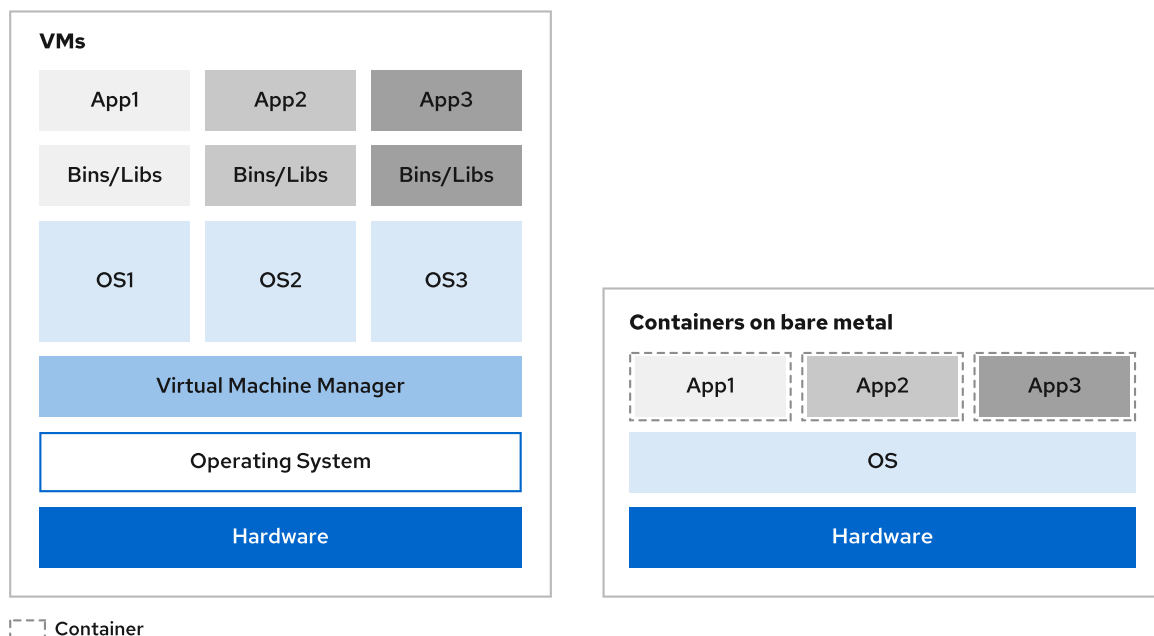 VMs
App1 App2 App3
Bins/Libs Bins/Libs Bins/Libs
OS1 OS2 OS3
Virtual Machine Manager
Operating System
Hardware
Containers on bare metal
App1 App2 App3
OS
Hardware
Container